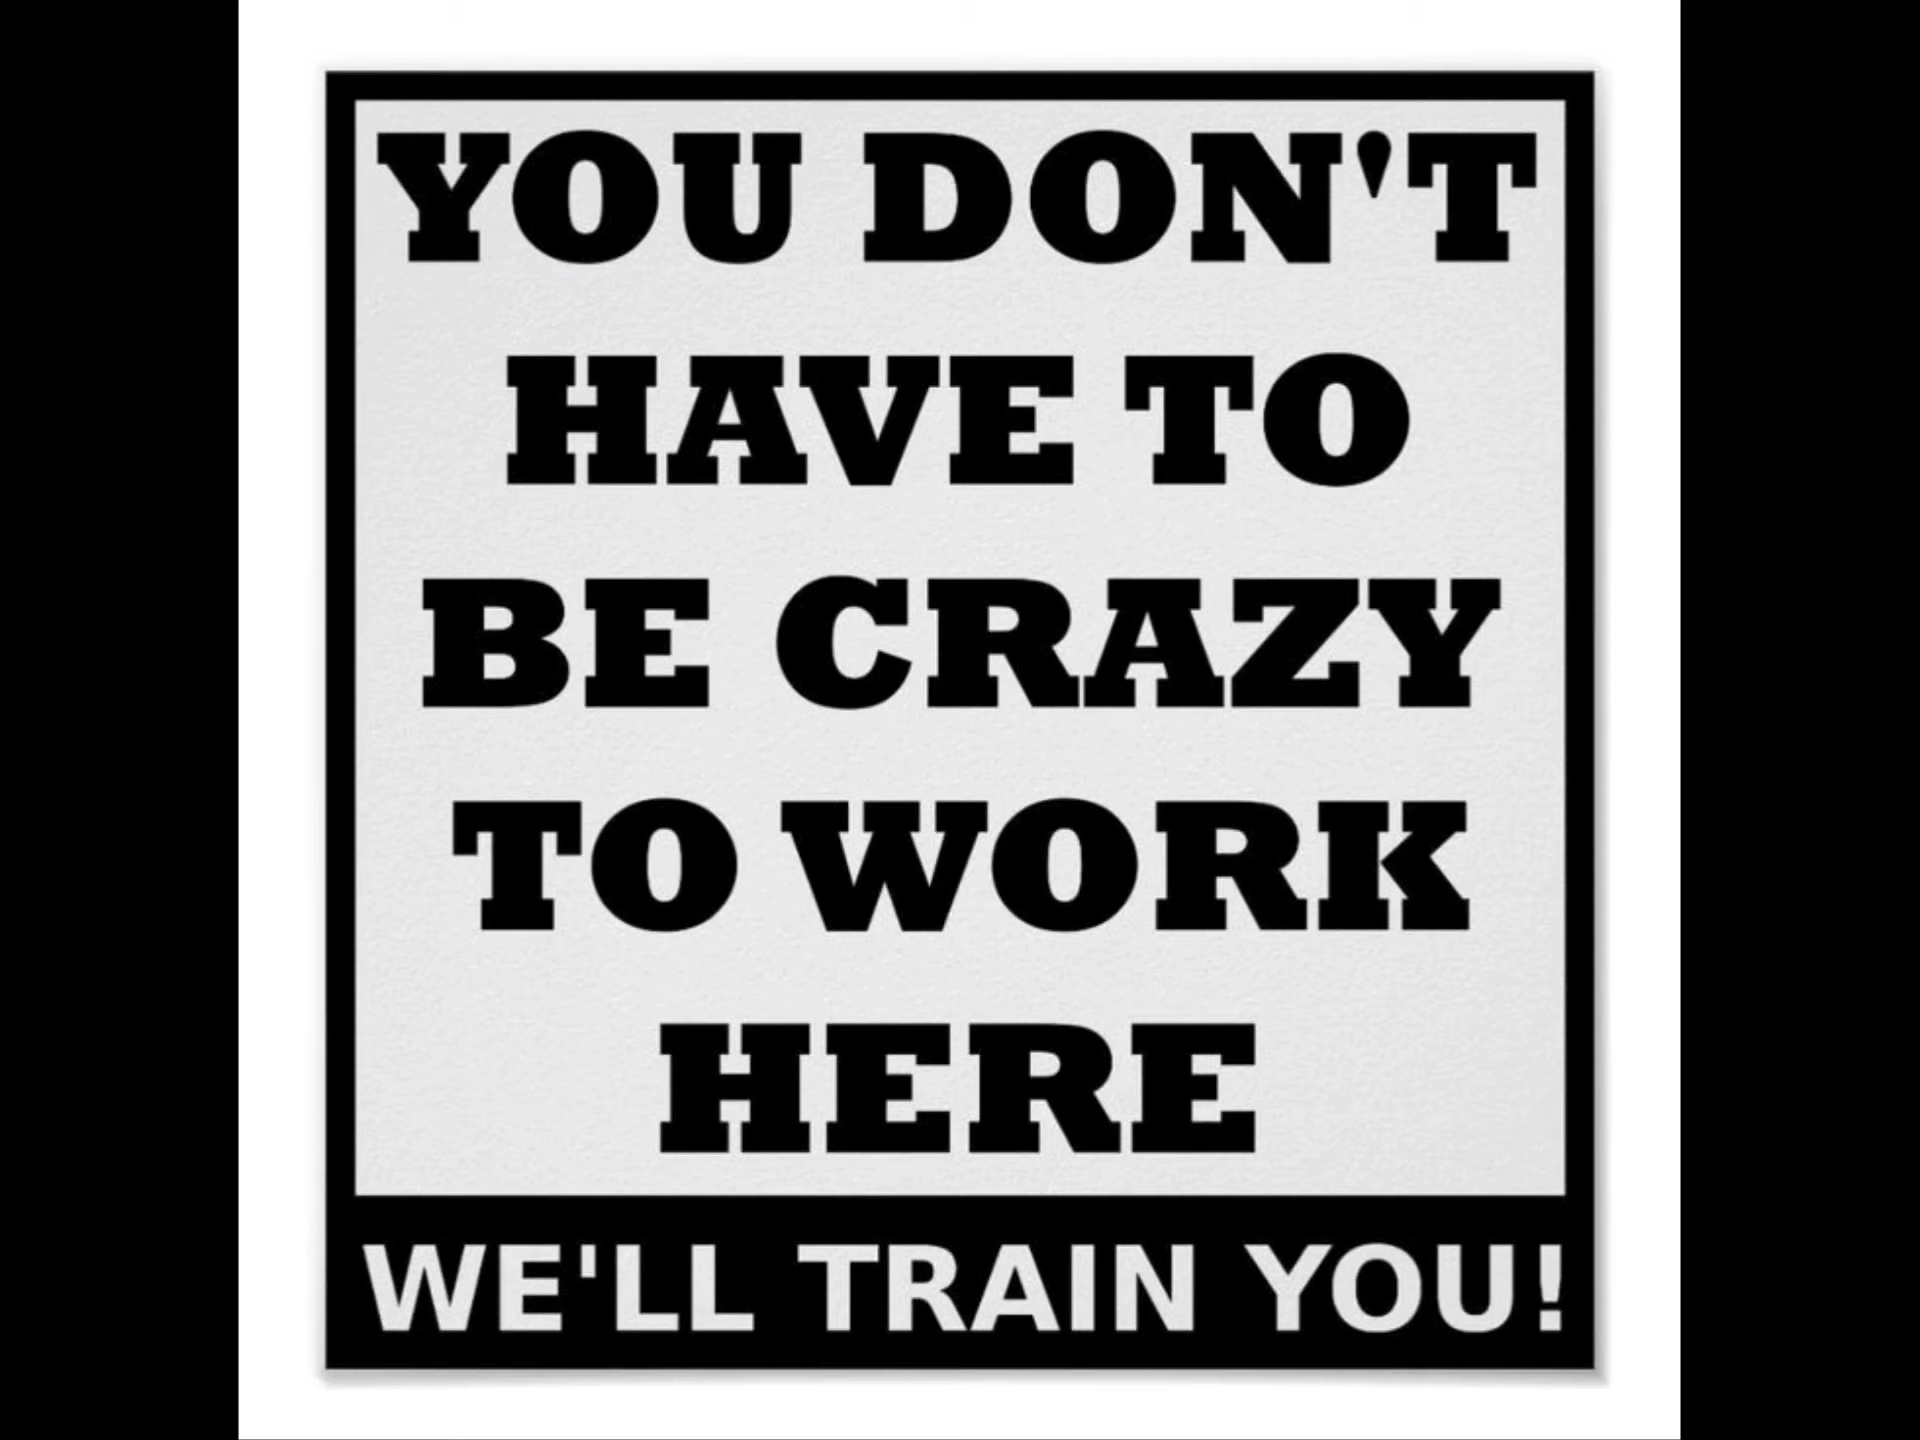 YOU DON'T
HAVE TO
BE CRAZY
TO WORK
HERE
WE'LL TRAIN YOU!